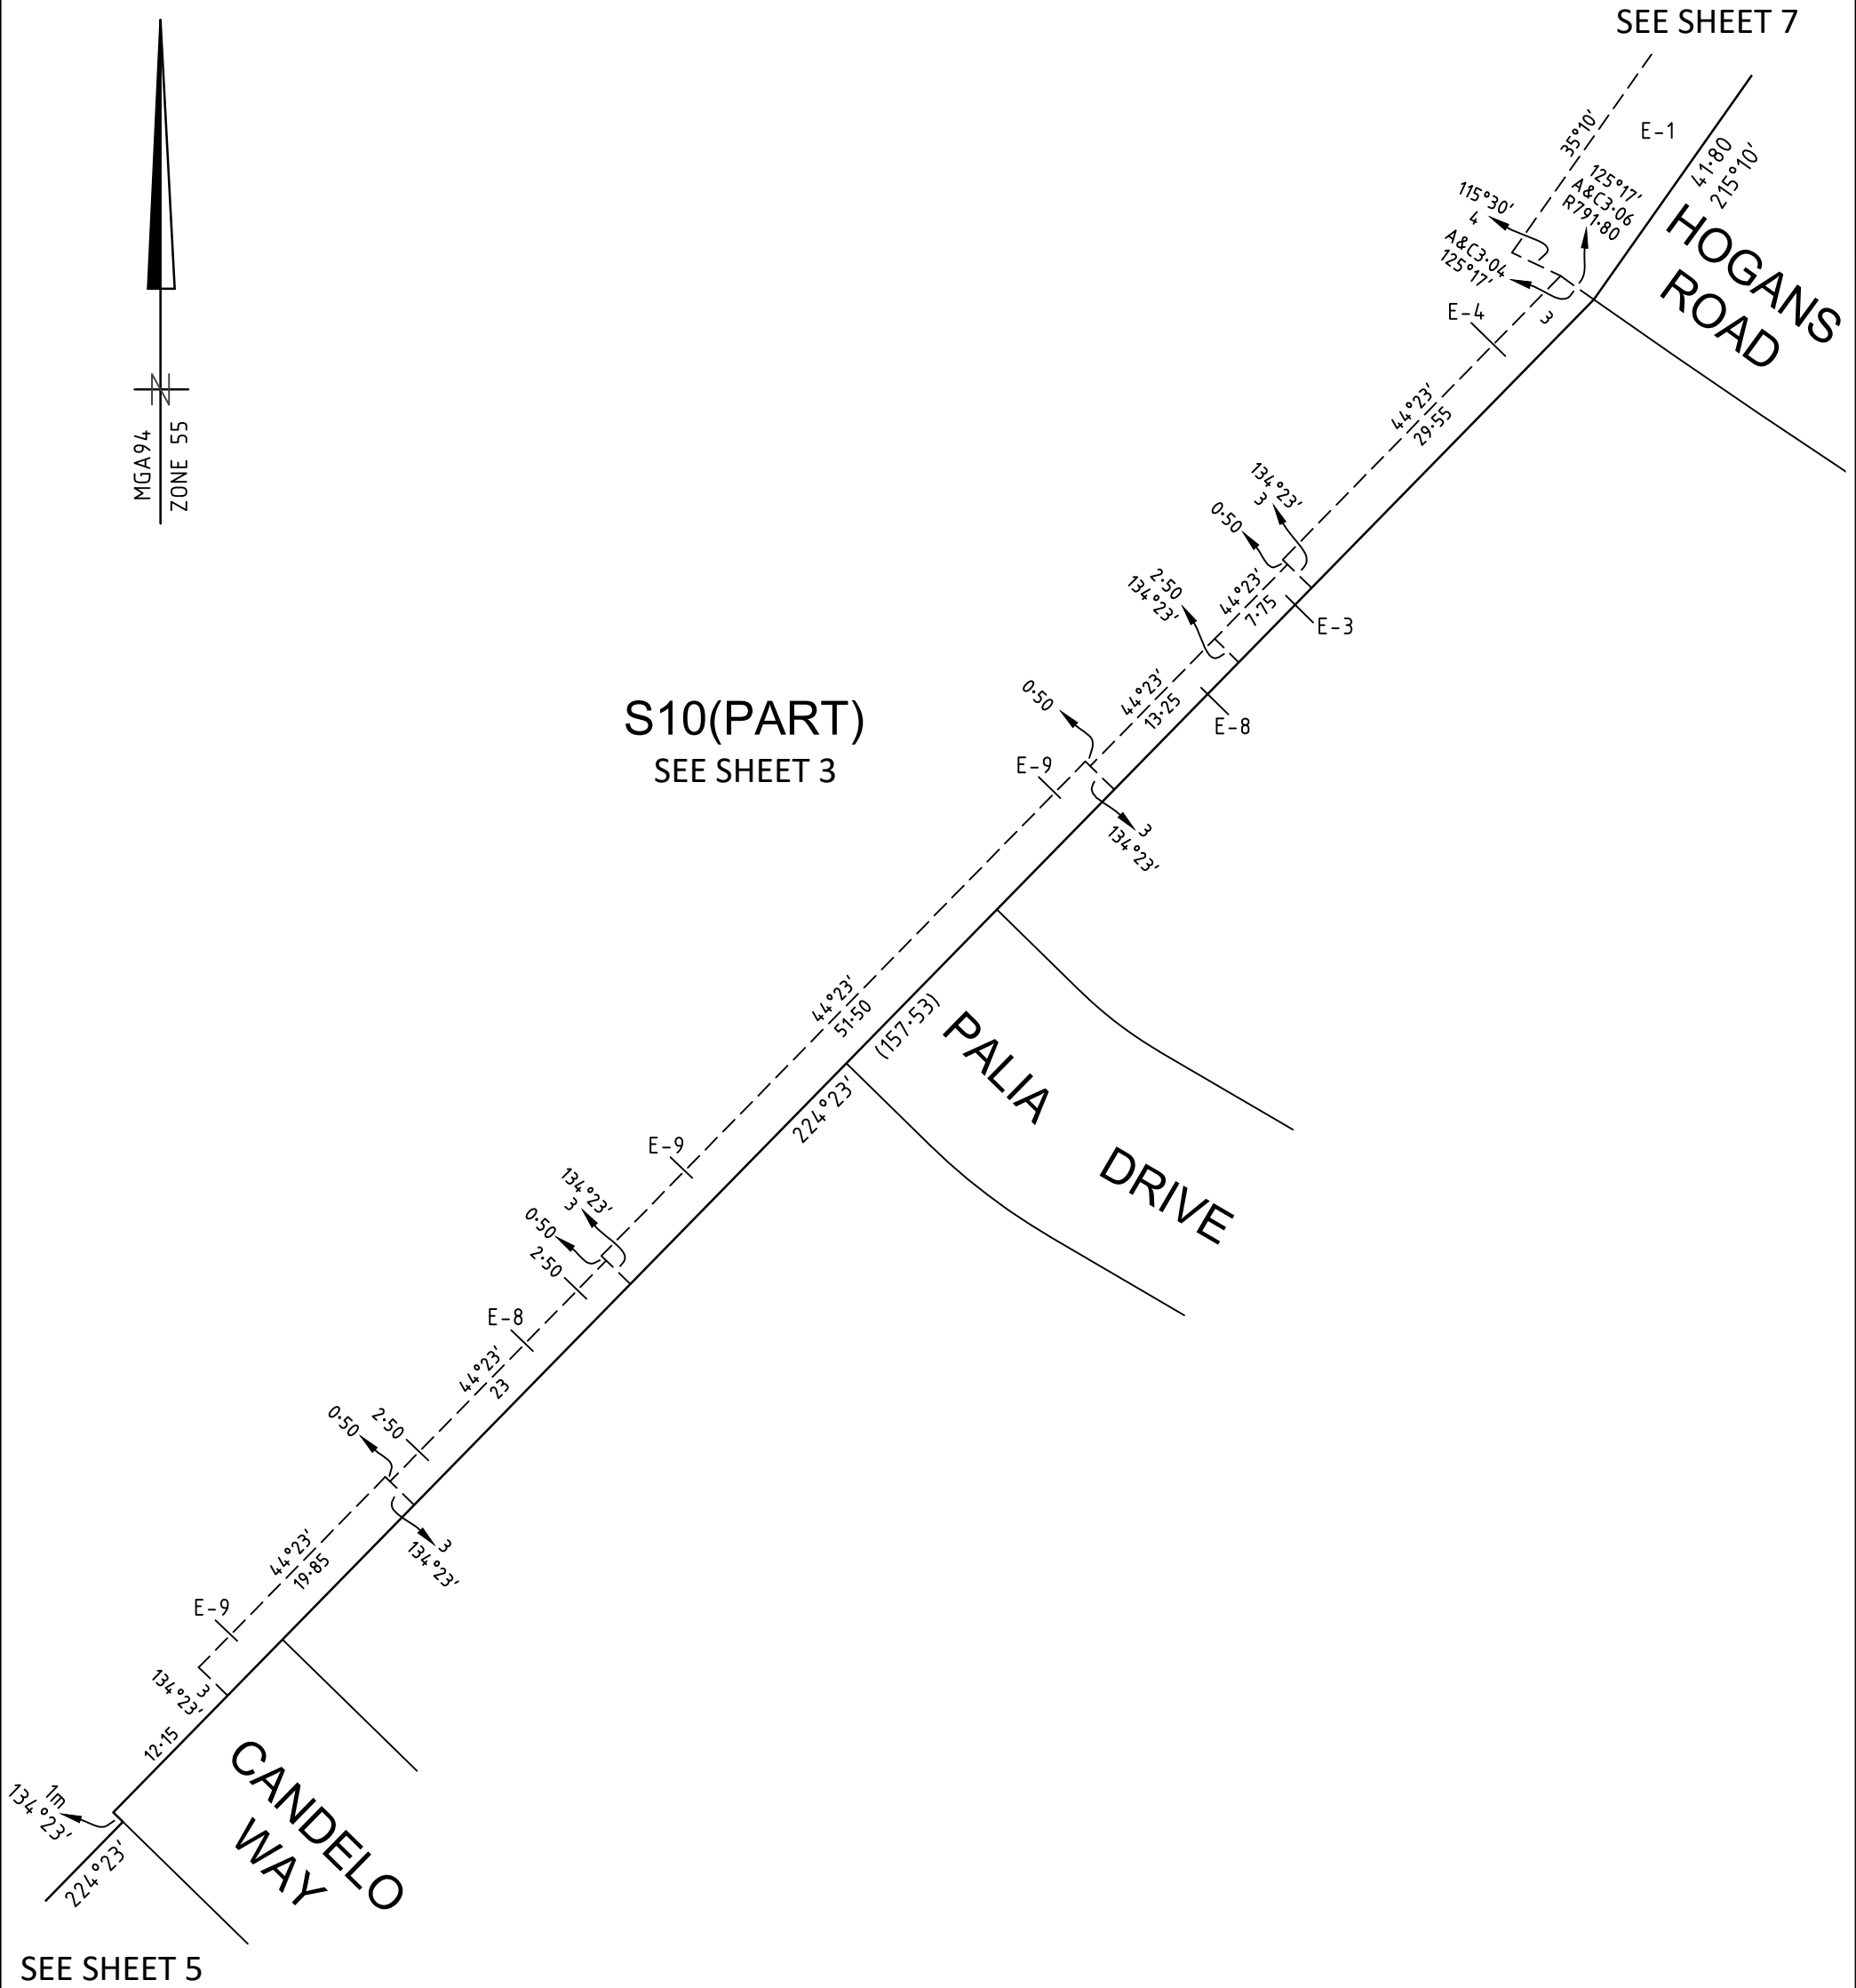 SEE SHEET 7
35°10'
E-1
41·80
215°10'
125°17'
A&C3·06
R791·80
115°30'
4
A&C3·04
125°17'
HOGANS
ROAD
E-4
3
N
MGA94
ZONE 55
44°23'
29·55
134°23'
3
0·50
44°23'
7·75
2·50
134°23'
E-3
44°23'
13·25
0·50
E-8
S10(PART)
SEE SHEET 3
E-9
3
134°23'
44°23'
51·50
(157·53)
224°23'
PALIA
DRIVE
E-9
134°23'
3
0·50
2·50
E-8
44°23'
23
2·50
0·50
3
134°23'
44°23'
19·85
E-9
3
134°23'
12·15
CANDELO
WAY
1m
134°23'
224°23'
SEE SHEET 5